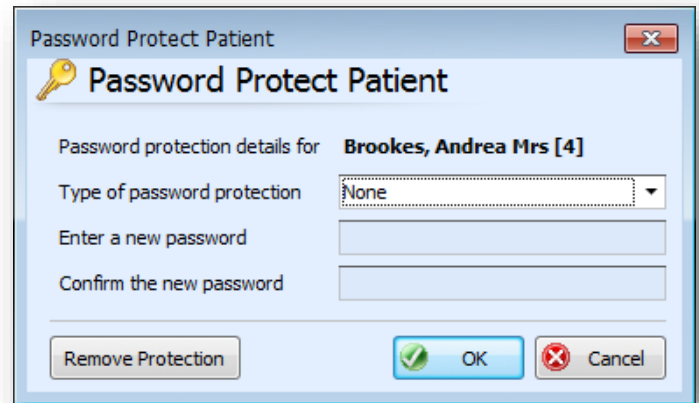 Password Protect Patient
Password Protect Patient
Password protection details for Brookes, Andrea Mrs [4]
Type of password protection None
Enter a new password
Confirm the new password
Remove Protection OK Cancel